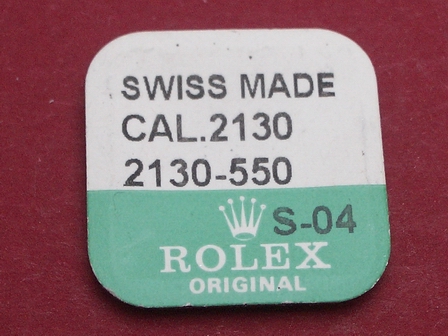 SWISS MADE
CAL.2130
2130-550
S-04
ROLEX
ORIGINAL